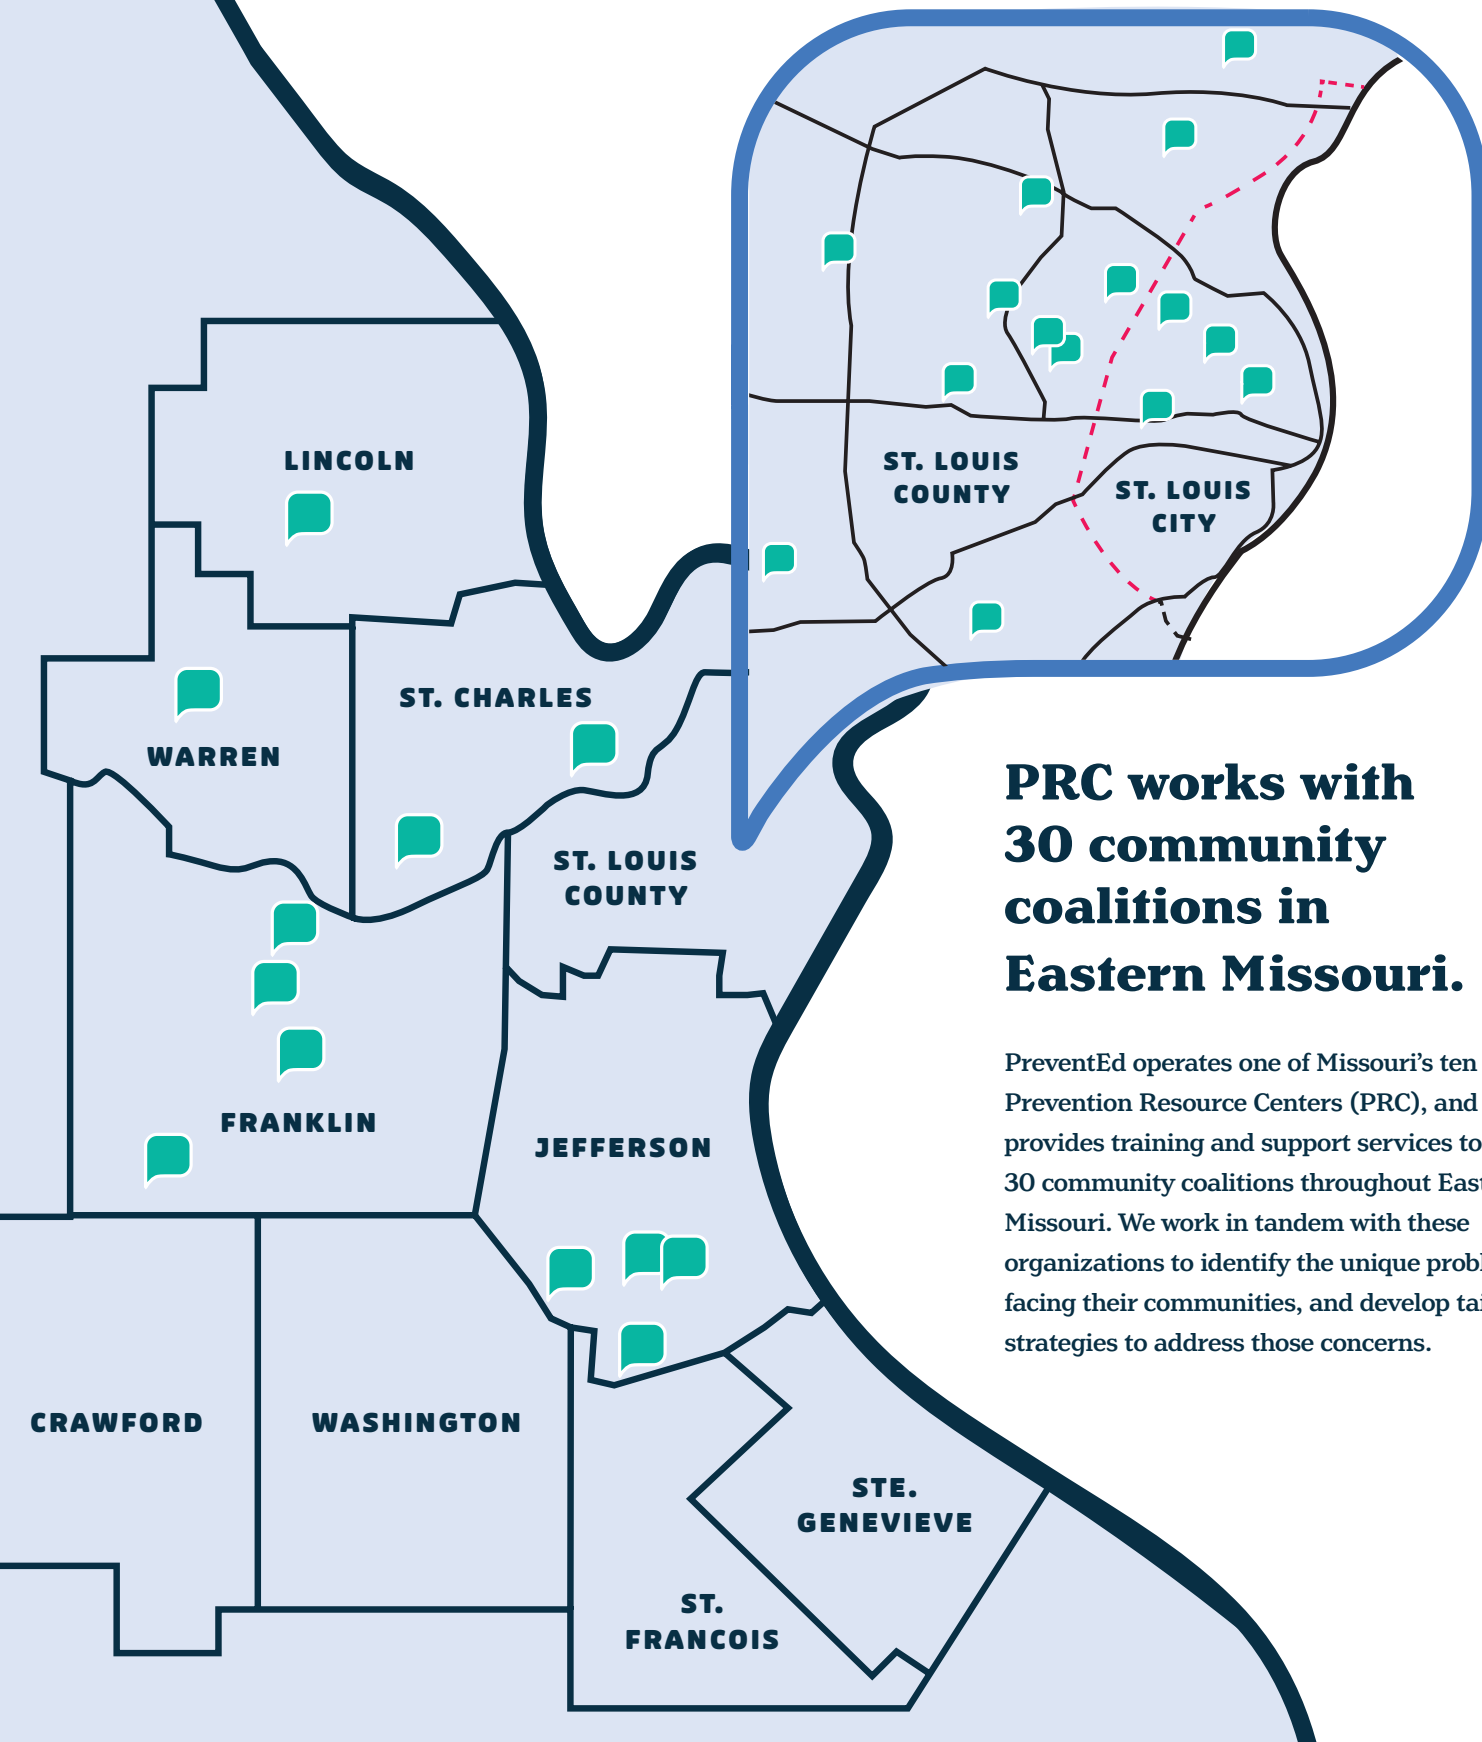 ST. LOUIS
COUNTY
ST. LOUIS
CITY
LINCOLN
WARREN
ST. CHARLES
ST. LOUIS
COUNTY
FRANKLIN
JEFFERSON
CRAWFORD
WASHINGTON
STE.
GENEVIEVE
ST.
FRANCOIS
PRC works with
30 community
coalitions in
Eastern Missouri.
PreventEd operates one of Missouri’s ten
Prevention Resource Centers (PRC), and
provides training and support services to
30 community coalitions throughout
Missouri. We work in tandem with these
organizations to identify the unique
facing their communities, and develop
strategies to address those concerns.